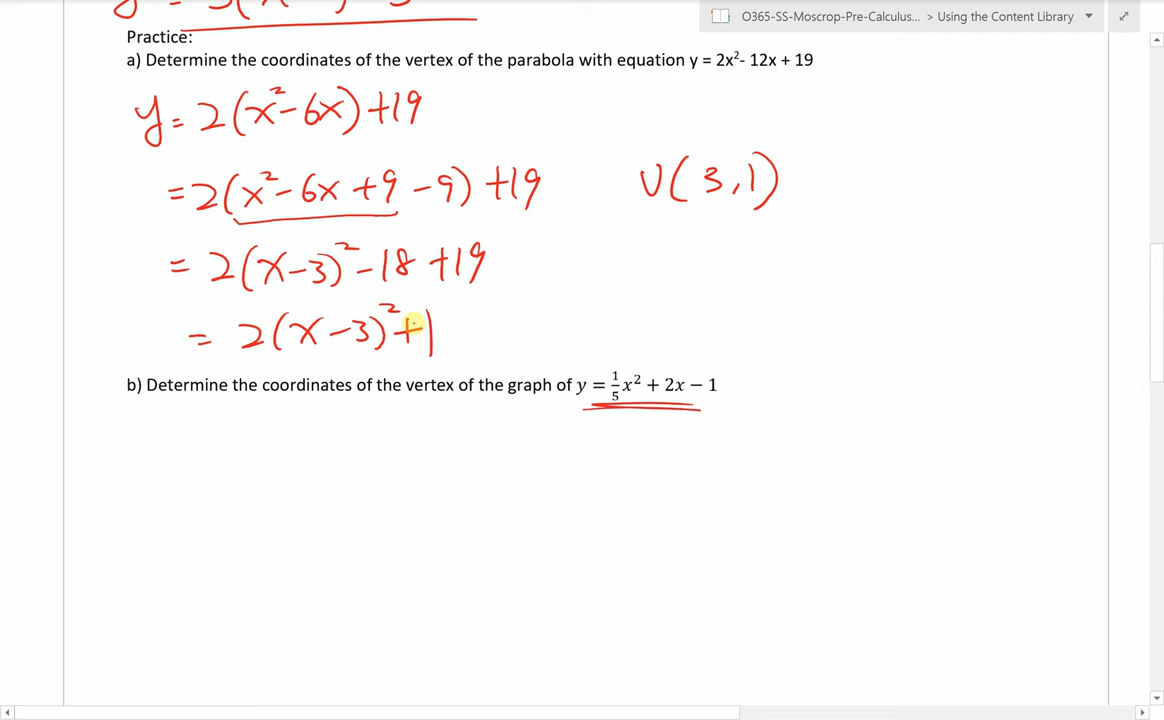 O365-SS-Moscrop-Pre-Calculus... > Using the Content Library
Practice:
a) Determine the coordinates of the vertex of the parabola with equation y = 2x²- 12x + 19
y = 2(x²-6x)+19
=2(x²-6x+9-9)+19
V(3,1)
= 2(x-3)²-18+19
= 2(x-3)²+1
b) Determine the coordinates of the vertex of the graph of y = 1/5 x² + 2x − 1